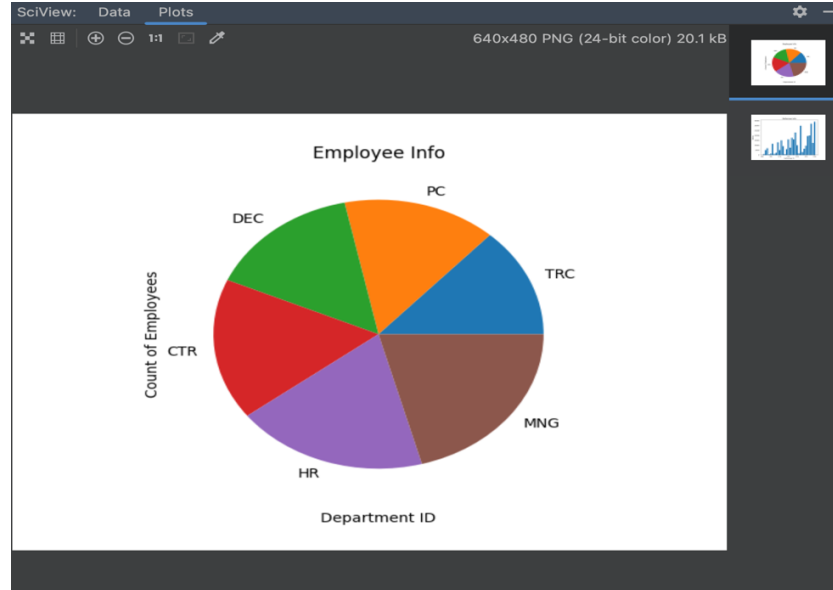 SciView: Data Plots
1:1 640x480 PNG (24-bit color) 20.1 kB
Employee Info
PC
DEC
TRC
Count of Employees
CTR
MNG
HR
Department ID